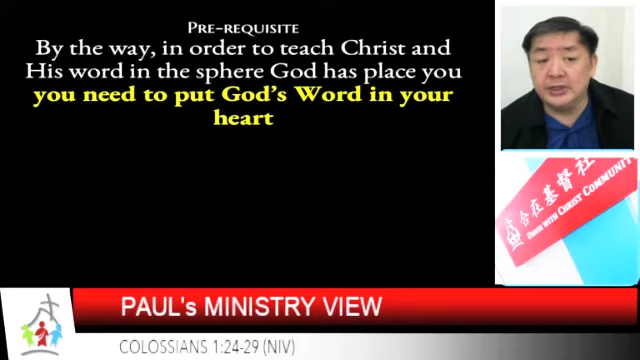 Pre-requisite
By the way, in order to teach Christ and
His word in the sphere God has place you
you need to put God's Word in your
heart
合在基督社
Union with Christ Communi
PAUL's MINISTRY VIEW
COLOSSIANS 1:24-29 (NIV)